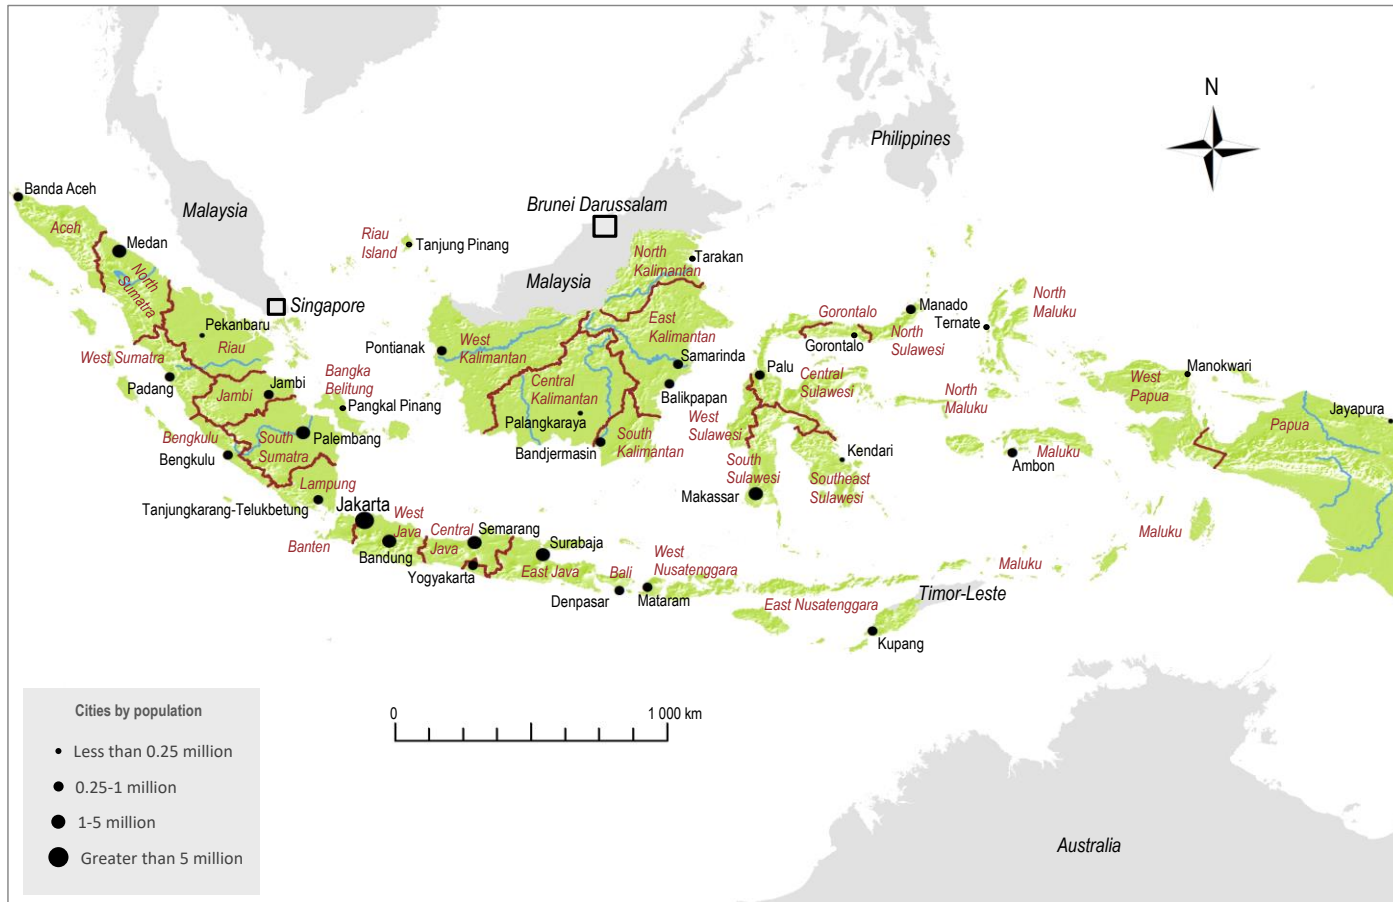 N
Philippines
Banda Aceh
Malaysia
Brunei Darussalam
Aceh
Medan
Riau
Island
Tanjung Pinang
North
Sumatra
North
Kalimantan
Tarakan
Malaysia
Singapore
Pekanbaru
Riau
West Sumatra
Padang
Pontianak
West
Kalimantan
East
Kalimantan
Samarinda
Balikpapan
Gorontalo
Gorontalo
Manado
North
Sulawesi
Ternate
North
Maluku
Palu
Central
Sulawesi
North
Maluku
West
Papua
Manokwari
Jayapura
Papua
Jambi
Jambi
Bangka
Belitung
Pangkal Pinang
Central
Kalimantan
Palangkaraya
West
Sulawesi
Bengkulu
Bengkulu
South
Sumatra
Palembang
Bandjermasin
South
Kalimantan
Kendari
Ambon
Maluku
Lampung
South
Sulawesi
Southeast
Sulawesi
Makassar
Tanjungkarang-Telukbetung
Jakarta
West
Java
Central
Java
Semarang
Maluku
Banten
Bandung
Surabaja
West
Nusatenggara
Yogyakarta
East Java
Bali
Maluku
Denpasar
Mataram
East Nusatenggara
Timor-Leste
Kupang
Cities by population
Less than 0.25 million
0.25-1 million
1-5 million
Greater than 5 million
0
1 000 km
Australia